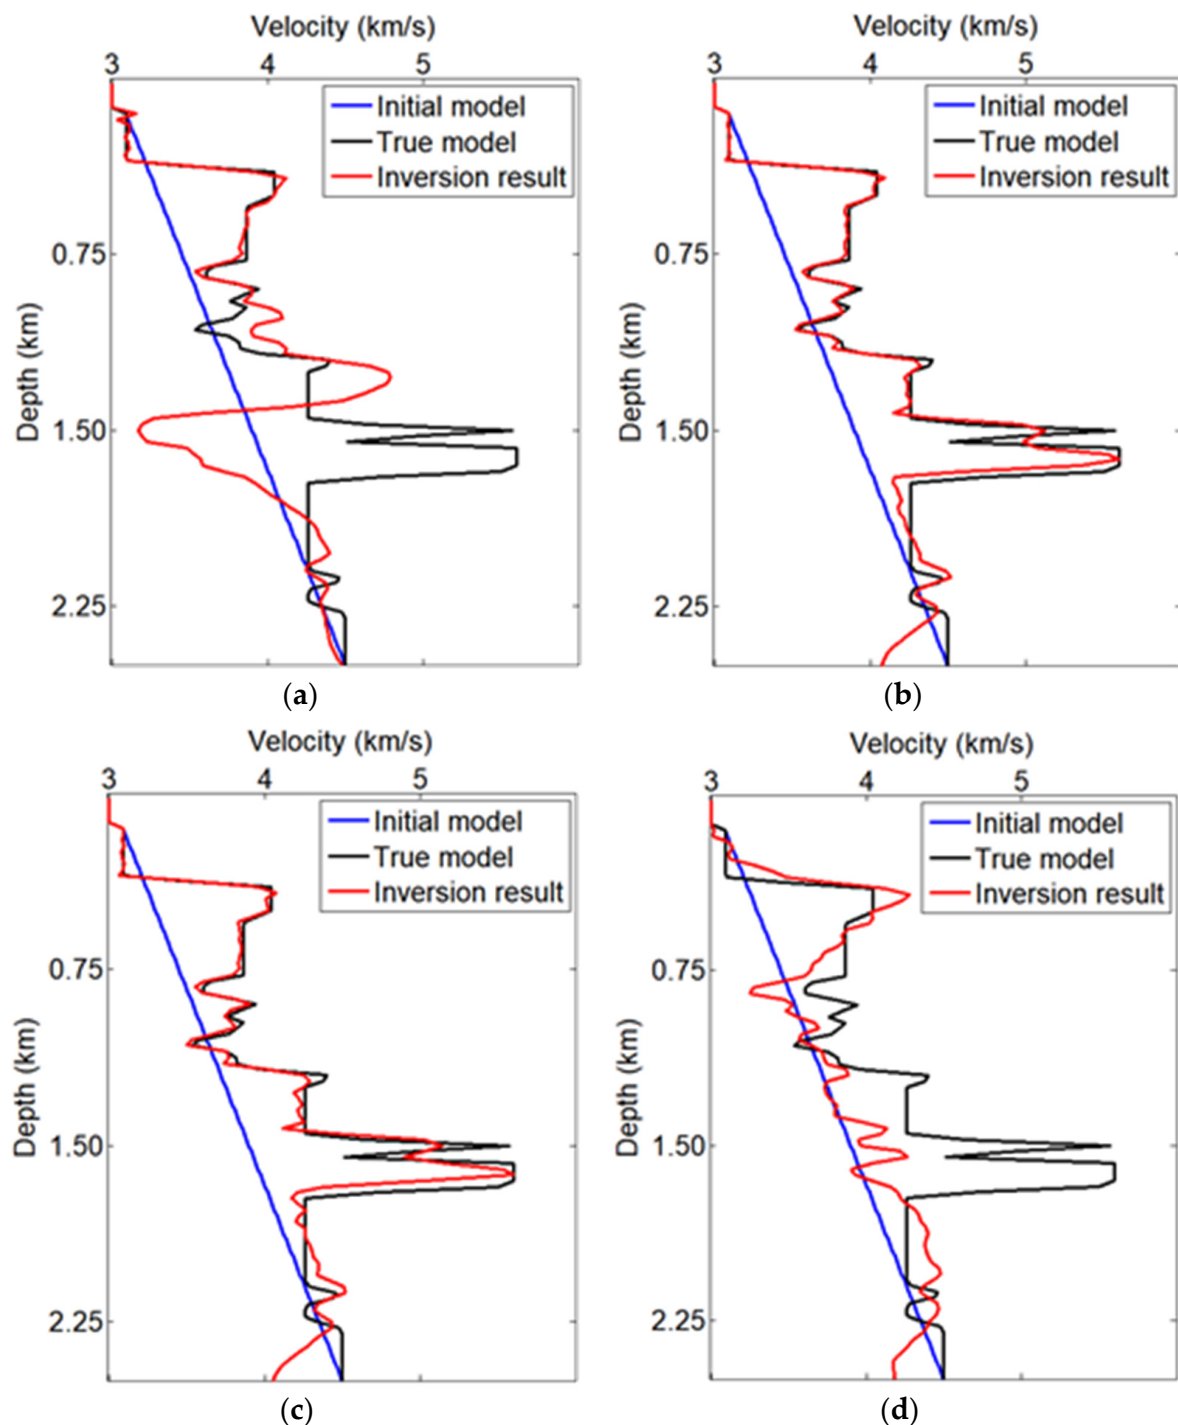 Velocity (km/s)
3 4 5
Initial model
True model
Inversion result
0.75
1.50
2.25
Depth (km)
(a)
Velocity (km/s)
3 4 5
Initial model
True model
Inversion result
0.75
1.50
2.25
Depth (km)
(b)
Velocity (km/s)
3 4 5
Initial model
True model
Inversion result
0.75
1.50
2.25
Depth (km)
(c)
Velocity (km/s)
3 4 5
Initial model
True model
Inversion result
0.75
1.50
2.25
Depth (km)
(d)